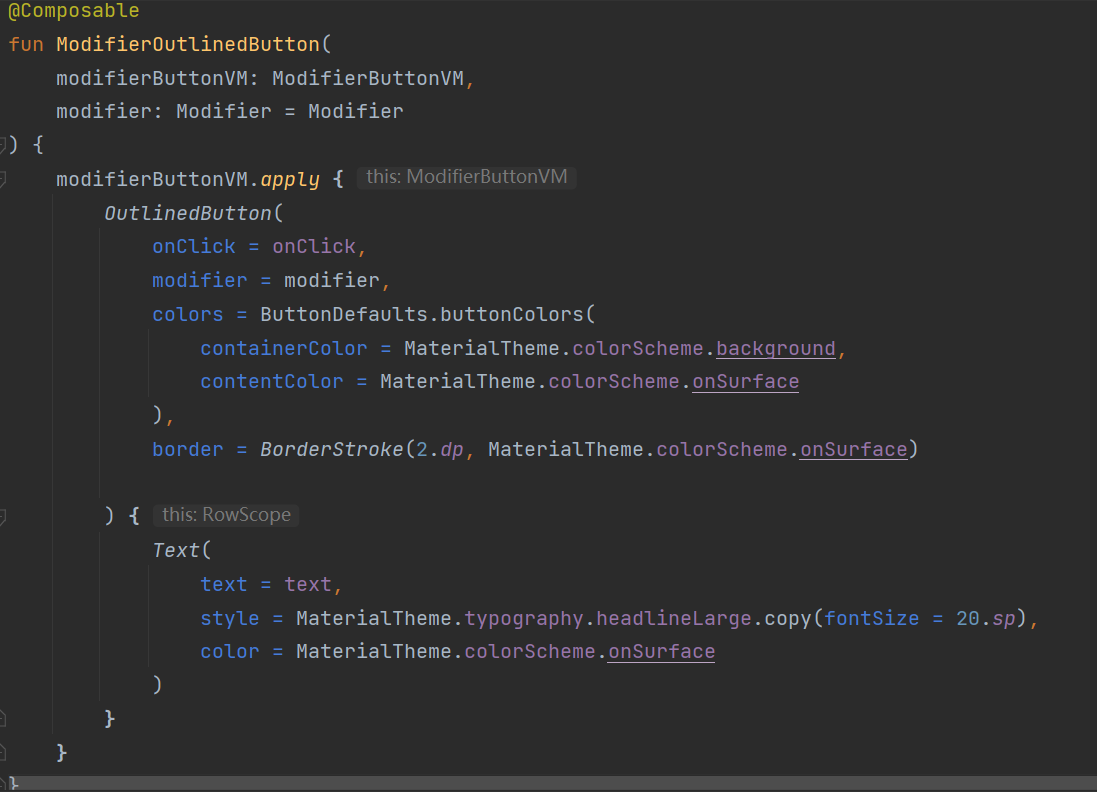 @Composable
fun ModifierOutlinedButton(
    modifierButtonVM: ModifierButtonVM,
    modifier: Modifier = Modifier
) {
    modifierButtonVM.apply { this: ModifierButtonVM
        OutlinedButton(
            onClick = onClick,
            modifier = modifier,
            colors = ButtonDefaults.buttonColors(
                containerColor = MaterialTheme.colorScheme.background,
                contentColor = MaterialTheme.colorScheme.onSurface
            ),
            border = BorderStroke(2.dp, MaterialTheme.colorScheme.onSurface)
        ) { this: RowScope
            Text(
                text = text,
                style = MaterialTheme.typography.headlineLarge.copy(fontSize = 20.sp),
                color = MaterialTheme.colorScheme.onSurface
            )
        }
    }
}